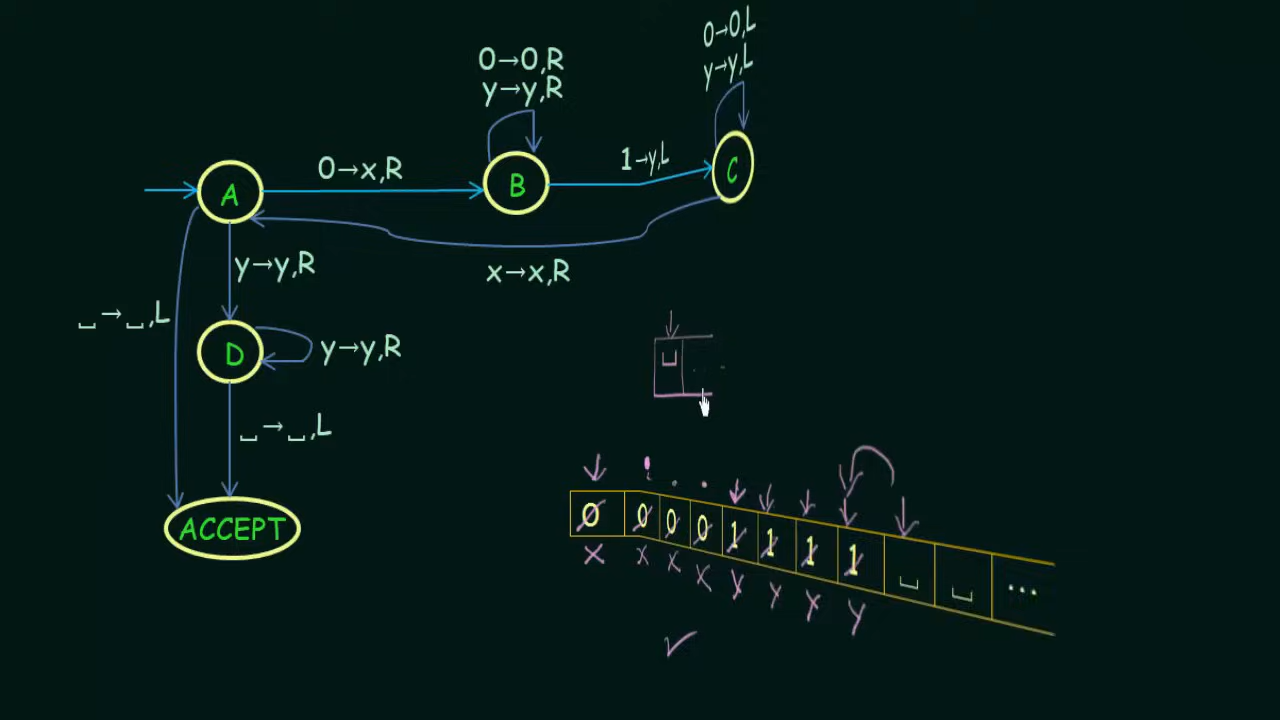 0→0,L
y→y,L
0→0,R
y→y,R
0→x,R
1→y,L
A
B
C
x→x,R
y→y,R
␣→␣,L
D
y→y,R
␣
␣→␣,L
ACCEPT
0 0 0 0 1 1 1 1 ␣ ␣ ...
x x x x y y y y